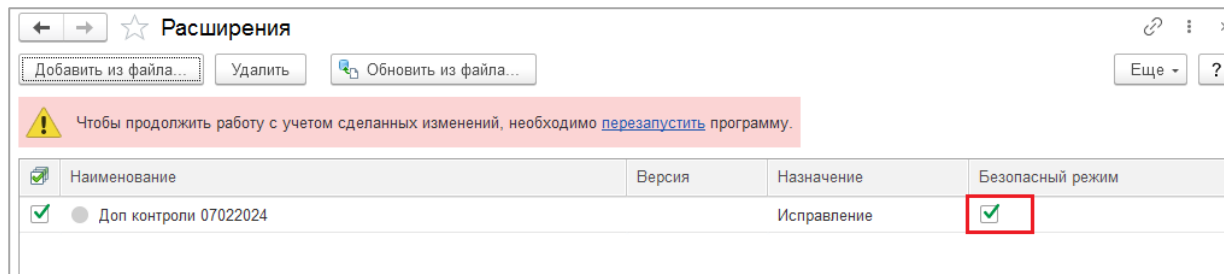 Расширения
Добавить из файла... Удалить Обновить из файла... Еще ?
Чтобы продолжить работу с учетом сделанных изменений, необходимо перезапустить программу.
Наименование Версия Назначение Безопасный режим
Доп контроли 07022024 Исправление